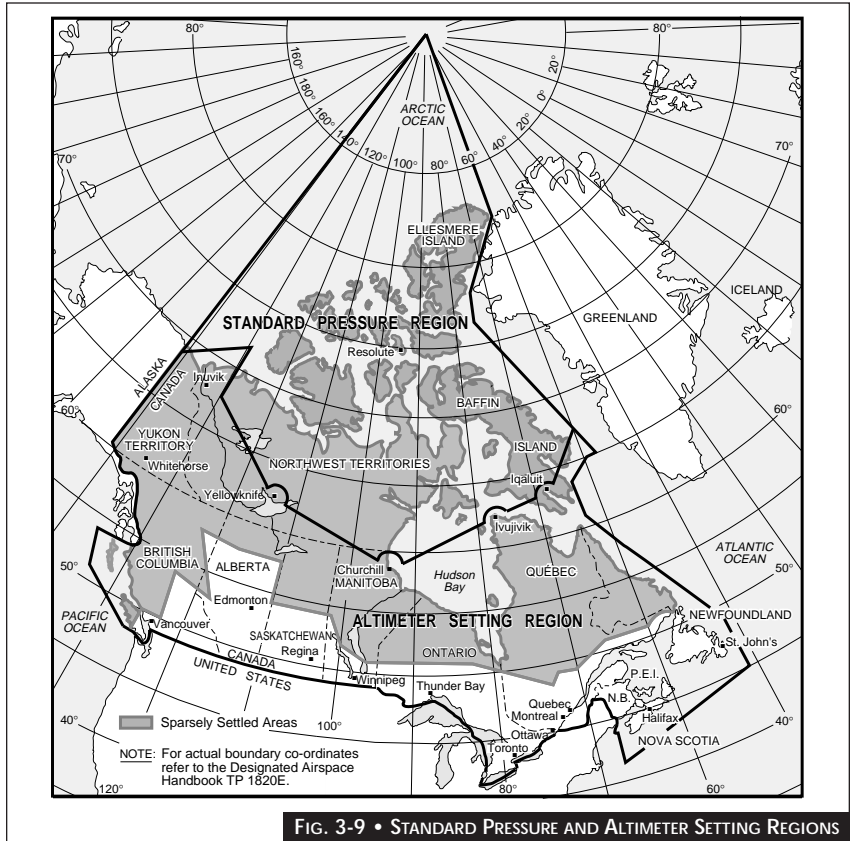 80°
80°
160°
180°
160°
140°
120°
100°
80°
60°
40°
20°
0°
20°
ARCTIC
OCEAN
70°
70°
ELLESMERE
ISLAND
ICELAND
GREENLAND
STANDARD PRESSURE REGION
Resolute
ALASKA
CANADA
Inuvik
BAFFIN
ISLAND
60°
60°
YUKON
TERRITORY
Whitehorse
NORTHWEST TERRITORIES
Iqaluit
Yellowknife
Ivujivik
ATLANTIC
OCEAN
BRITISH
COLUMBIA
ALBERTA
Churchill
MANITOBA
Hudson
Bay
QUÉBEC
50°
50°
Edmonton
PACIFIC
OCEAN
Vancouver
ALTIMETER SETTING REGION
NEWFOUNDLAND
St. John's
SASKATCHEWAN
Regina
ONTARIO
CANADA
UNITED STATES
Winnipeg
Thunder Bay
P.E.I.
N.B.
Quebec
Montreal
Halifax
Ottawa
NOVA SCOTIA
Toronto
40°
40°
100°
Sparsely Settled Areas
NOTE: For actual boundary co-ordinates
refer to the Designated Airspace
Handbook TP 1820E.
120°
80°
60°
FIG. 3-9 • STANDARD PRESSURE AND ALTIMETER SETTING REGIONS